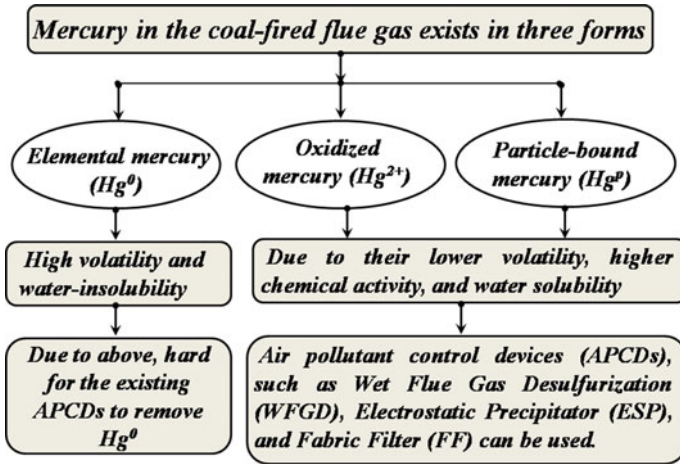 Mercury in the coal-fired flue gas exists in three forms
Elemental mercury
(Hg⁰)
Oxidized
mercury (Hg²⁺)
Particle-bound
mercury (Hgᵖ)
High volatility and
water-insolubility
Due to their lower volatility, higher
chemical activity, and water solubility
Due to above, hard
for the existing
APCDs to remove
Hg⁰
Air pollutant control devices (APCDs),
such as Wet Flue Gas Desulfurization
(WFGD), Electrostatic Precipitator (ESP),
and Fabric Filter (FF) can be used.